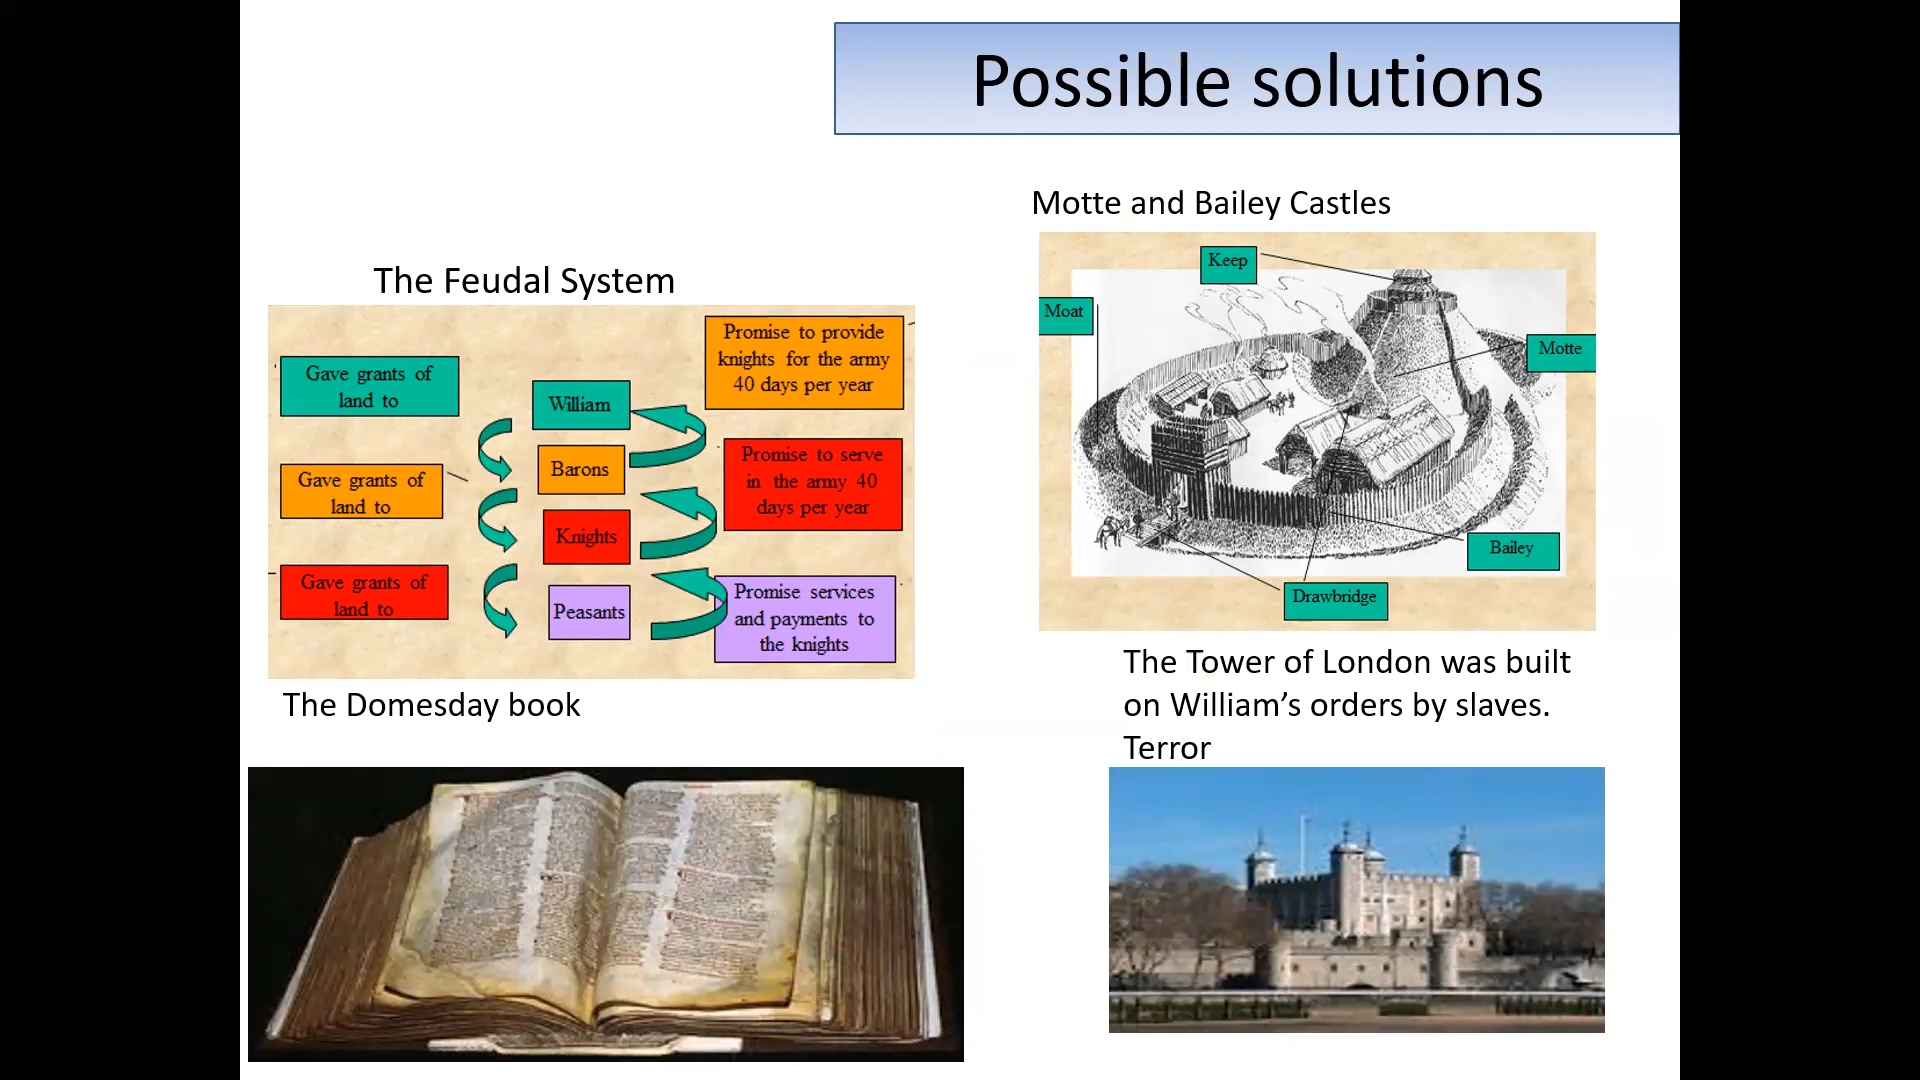 Possible solutions
The Feudal System
Gave grants of
land to
Gave grants of
land to
Gave grants of
land to
William
Barons
Knights
Peasants
Promise to provide
knights for the army
40 days per year
Promise to serve
in the army 40
days per year
Promise services
and payments to
the knights
Motte and Bailey Castles
Keep
Moat
Motte
Bailey
Drawbridge
The Domesday book
The Tower of London was built
on William’s orders by slaves.
Terror